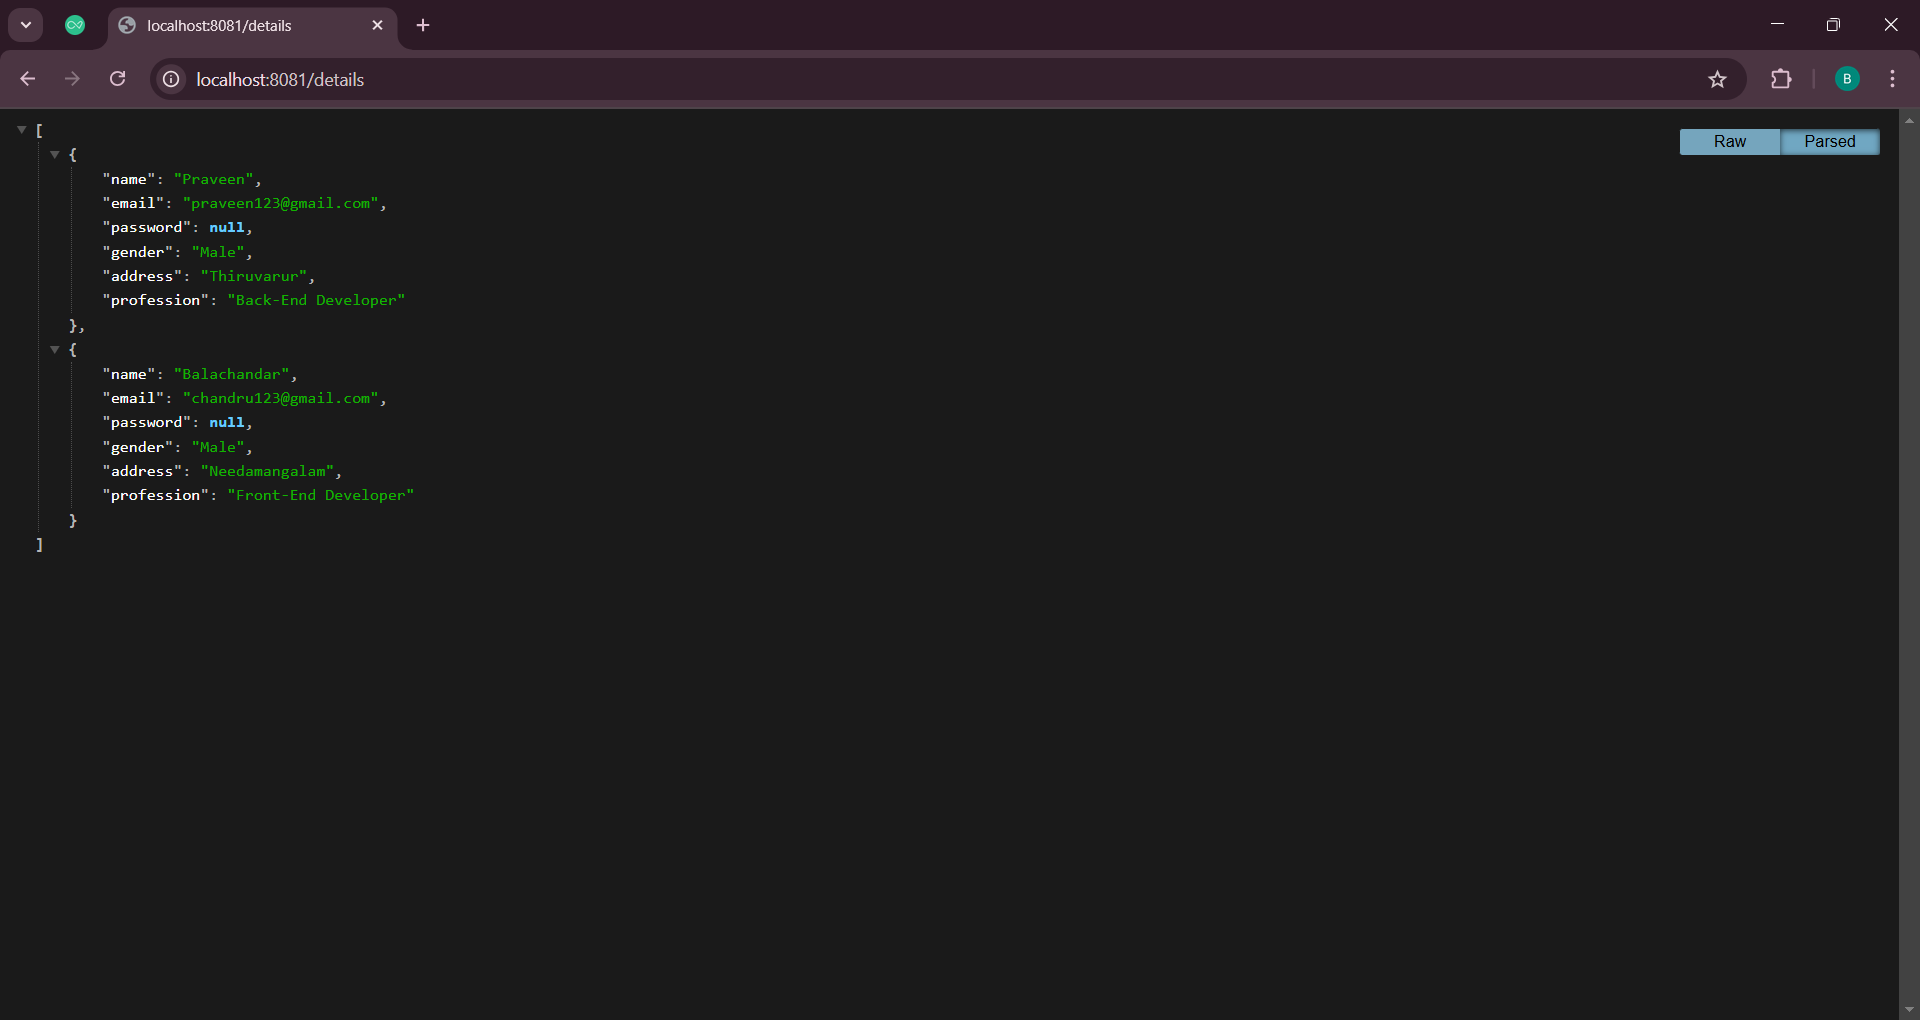 localhost:8081/details
localhost:8081/details
B
Raw Parsed
[
{
"name": "Praveen",
"email": "praveen123@gmail.com",
"password": null,
"gender": "Male",
"address": "Thiruvarur",
"profession": "Back-End Developer"
},
{
"name": "Balachandar",
"email": "chandru123@gmail.com",
"password": null,
"gender": "Male",
"address": "Needamangalam",
"profession": "Front-End Developer"
}
]